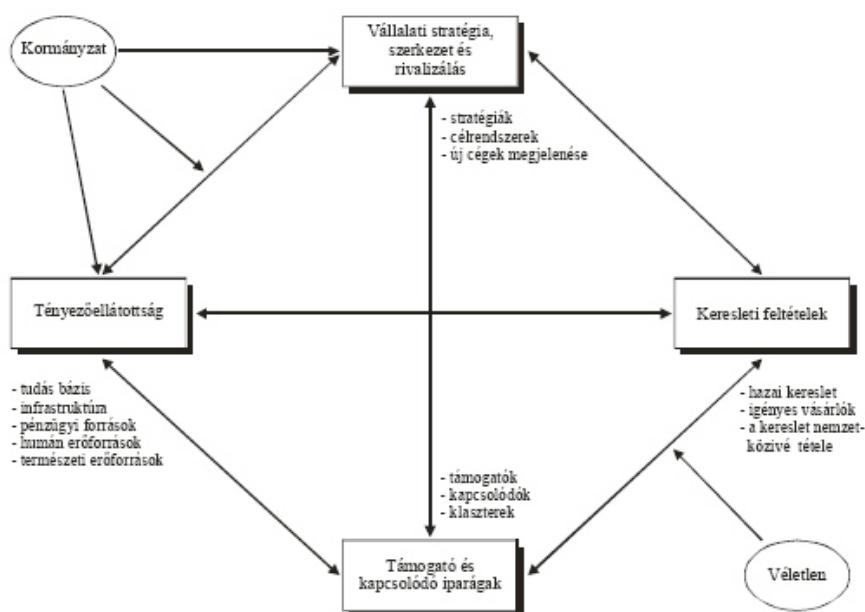 Kormányzat
Vállalati stratégia,
szerkezet és
rivalizálás
- stratégiák
- célrendszerek
- új cégek megjelenése
Tényezőellátottság
Keresleti feltételek
- tudás bázis
- infrastruktúra
- pénzügyi források
- humán erőforrások
- természeti erőforrások
- hazai kereslet
- igényes vásárlók
- a kereslet nemzet-
közivé tétele
- támogatók
- kapcsolódók
- klaszterek
Támogató és
kapcsolódó iparágak
Véletlen